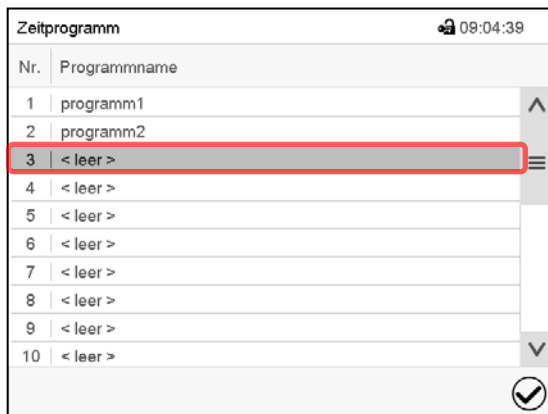 Zeitprogramm 09:04:39
Nr. Programmname
1 programm1
2 programm2
3 < leer >
4 < leer >
5 < leer >
6 < leer >
7 < leer >
8 < leer >
9 < leer >
10 < leer >